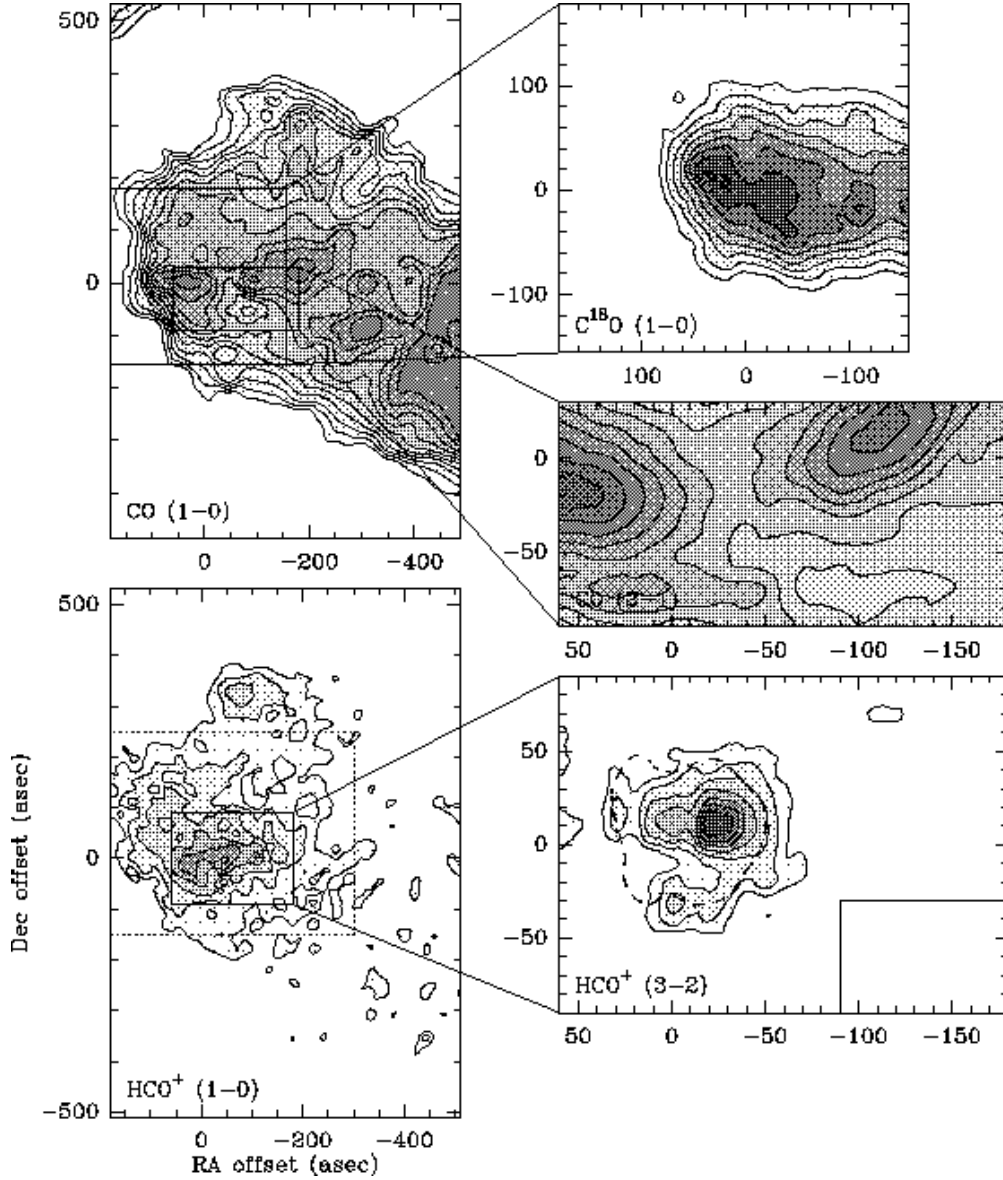 500
0
CO (1−0)
0 −200 −400
100
0
−100
C¹⁸O (1−0)
100 0 −100
0
−50
50 0 −50 −100 −150
500
0
−500
Dec offset (asec)
HCO⁺ (1−0)
0 −200 −400
RA offset (asec)
50
0
−50
HCO⁺ (3−2)
50 0 −50 −100 −150